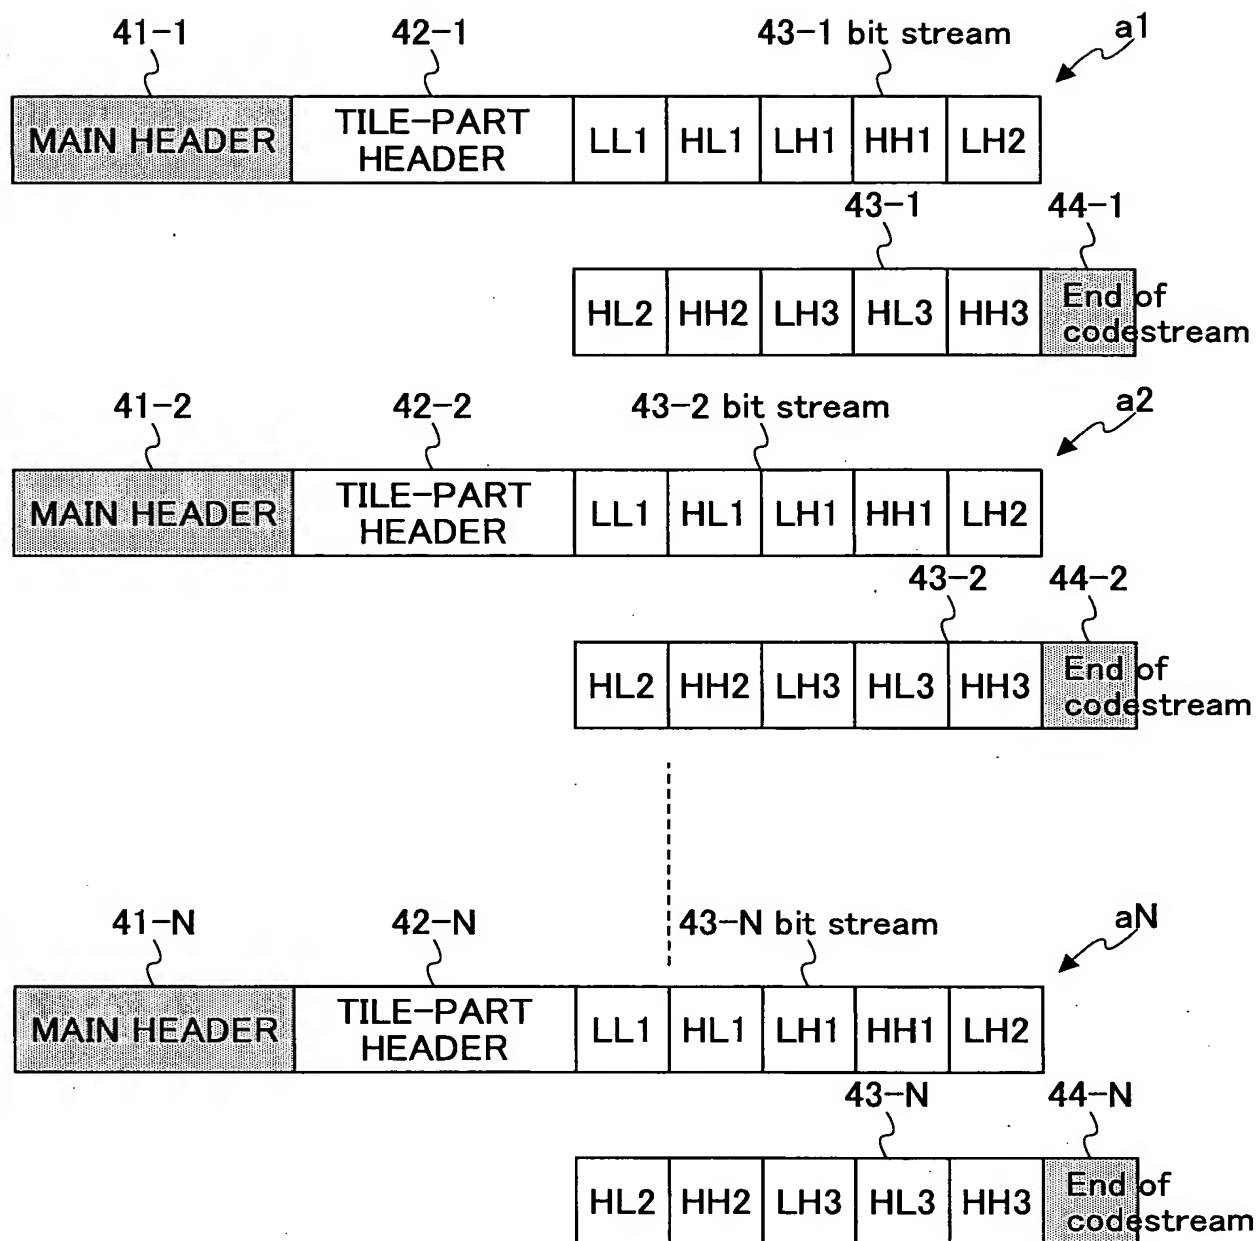 41-1 42-1 43-1 bit stream a1
MAIN HEADER TILE-PART HEADER LL1 HL1 LH1 HH1 LH2
43-1 44-1
HL2 HH2 LH3 HL3 HH3 End of codestream
41-2 42-2 43-2 bit stream a2
MAIN HEADER TILE-PART HEADER LL1 HL1 LH1 HH1 LH2
43-2 44-2
HL2 HH2 LH3 HL3 HH3 End of codestream
41-N 42-N 43-N bit stream aN
MAIN HEADER TILE-PART HEADER LL1 HL1 LH1 HH1 LH2
43-N 44-N
HL2 HH2 LH3 HL3 HH3 End of codestream